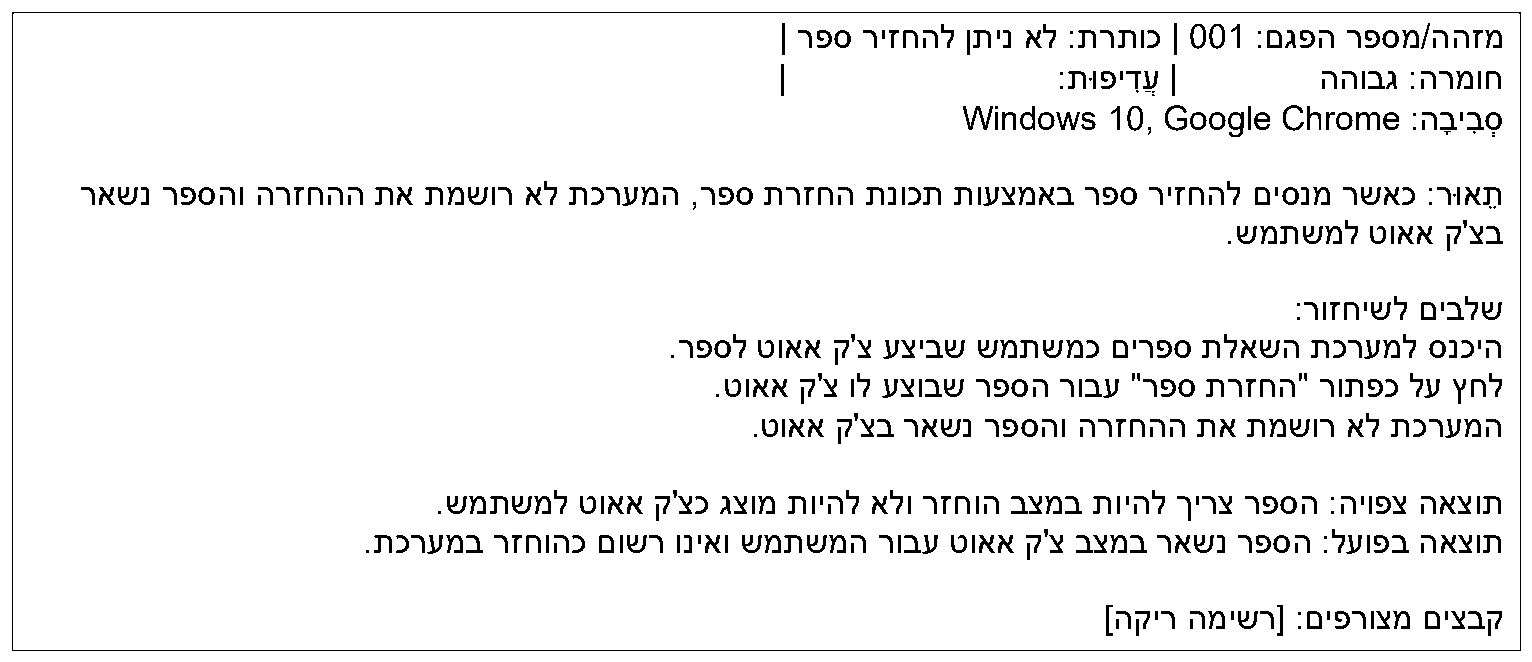 מזהה/מספר הפגם: 001 | כותרת: לא ניתן להחזיר ספר |
חומרה: גבוהה | עֲדִיפוּת: |
סְבִיבָה: Windows 10, Google Chrome
תֵאוּר: כאשר מנסים להחזיר ספר באמצעות תכונת החזרת ספר, המערכת לא רושמת את ההחזרה והספר נשאר
בצ'ק אאוט למשתמש.
שלבים לשיחזור:
היכנס למערכת השאלת ספרים כמשתמש שביצע צ'ק אאוט לספר.
לחץ על כפתור "החזרת ספר" עבור הספר שבוצע לו צ'ק אאוט.
המערכת לא רושמת את ההחזרה והספר נשאר בצ'ק אאוט.
תוצאה צפויה: הספר צריך להיות במצב הוחזר ולא להיות מוצג כצ'ק אאוט למשתמש.
תוצאה בפועל: הספר נשאר במצב צ'ק אאוט עבור המשתמש ואינו רשום כהוחזר במערכת.
קבצים מצורפים: [רשימה ריקה]